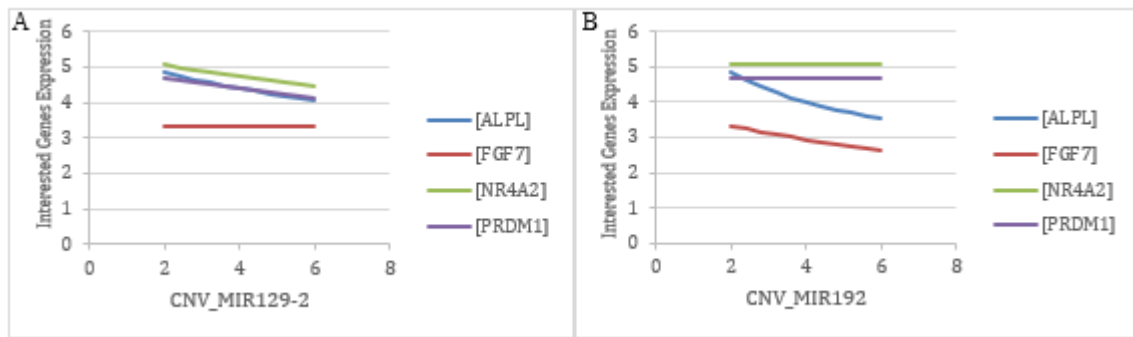 A
Interested Genes Expression
6
5
4
3
2
1
0
0 2 4 6 8
CNV_MIR129-2
[ALPL]
[FGF7]
[NR4A2]
[PRDM1]
B
Interested Genes Expression
6
5
4
3
2
1
0
0 2 4 6 8
CNV_MIR192
[ALPL]
[FGF7]
[NR4A2]
[PRDM1]